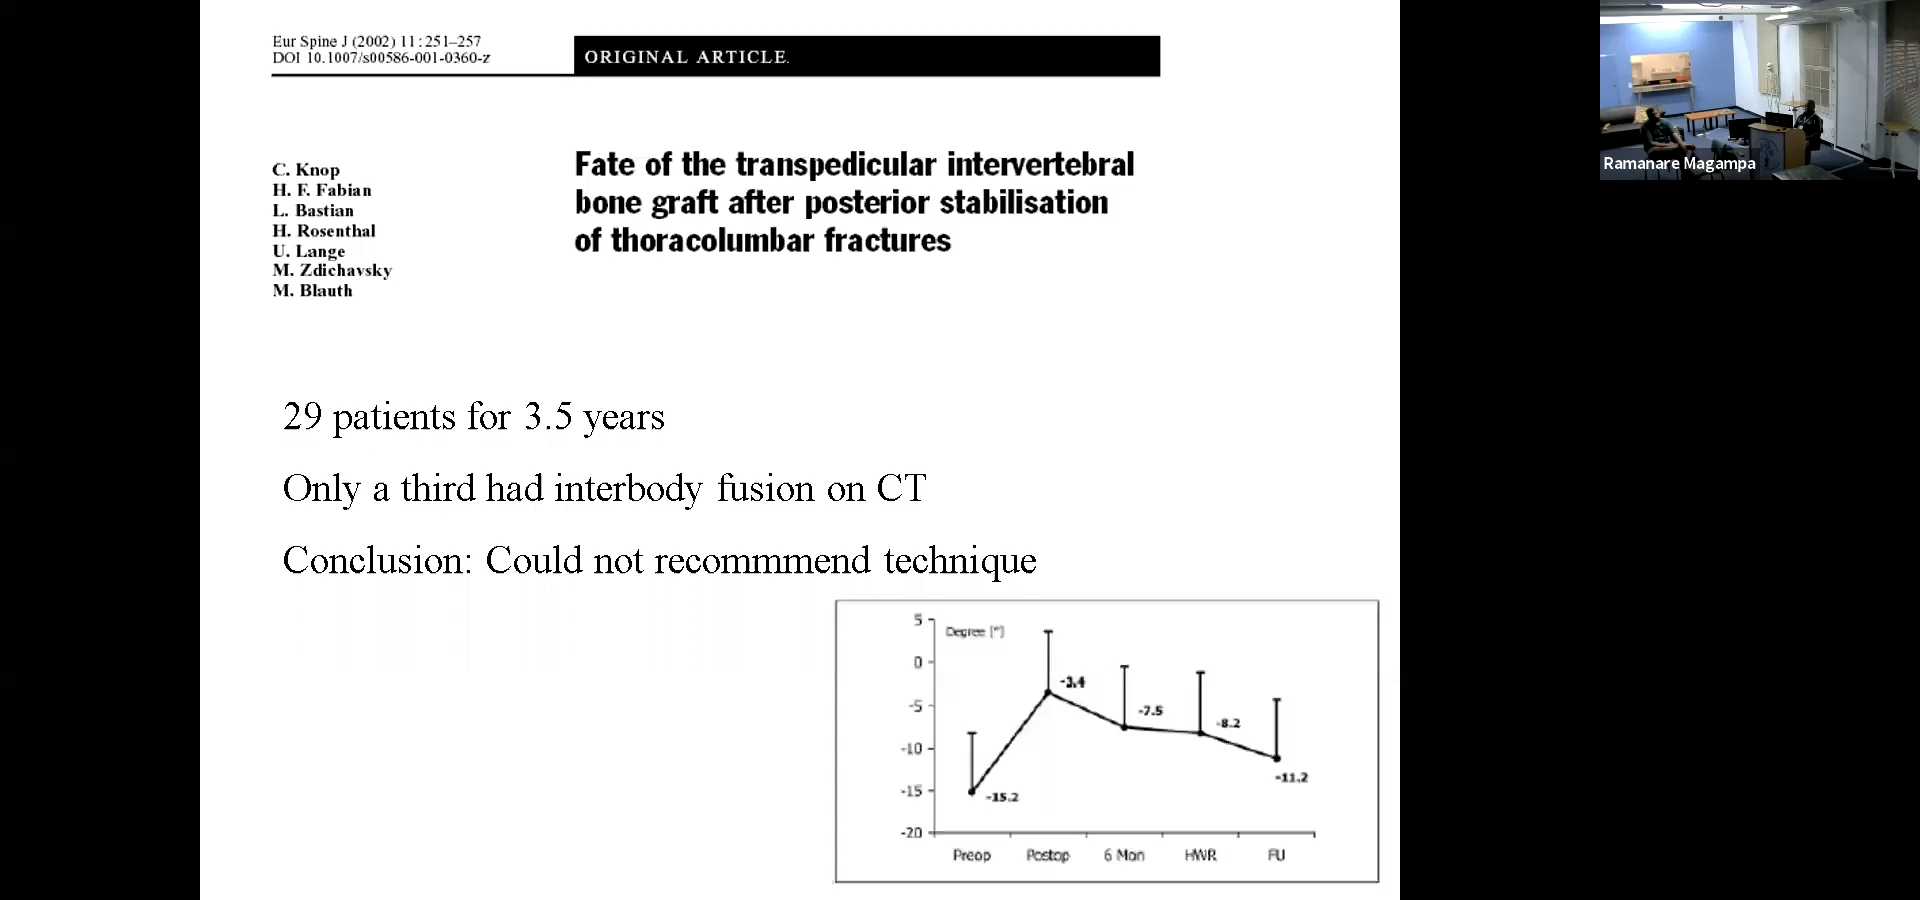 Eur Spine J (2002) 11:251–257
DOI 10.1007/s00586-001-0360-z
ORIGINAL ARTICLE.
C. Knop
H. F. Fabian
L. Bastian
H. Rosenthal
U. Lange
M. Zdichavsky
M. Blauth
Fate of the transpedicular intervertebral
bone graft after posterior stabilisation
of thoracolumbar fractures
29 patients for 3.5 years
Only a third had interbody fusion on CT
Conclusion: Could not recommmend technique
Degree [°]
5
0
-5
-10
-15
-20
-15.2
-3.4
-7.5
-8.2
-11.2
Preop Postop 6 Mon HWR FU
Ramanare Magampa